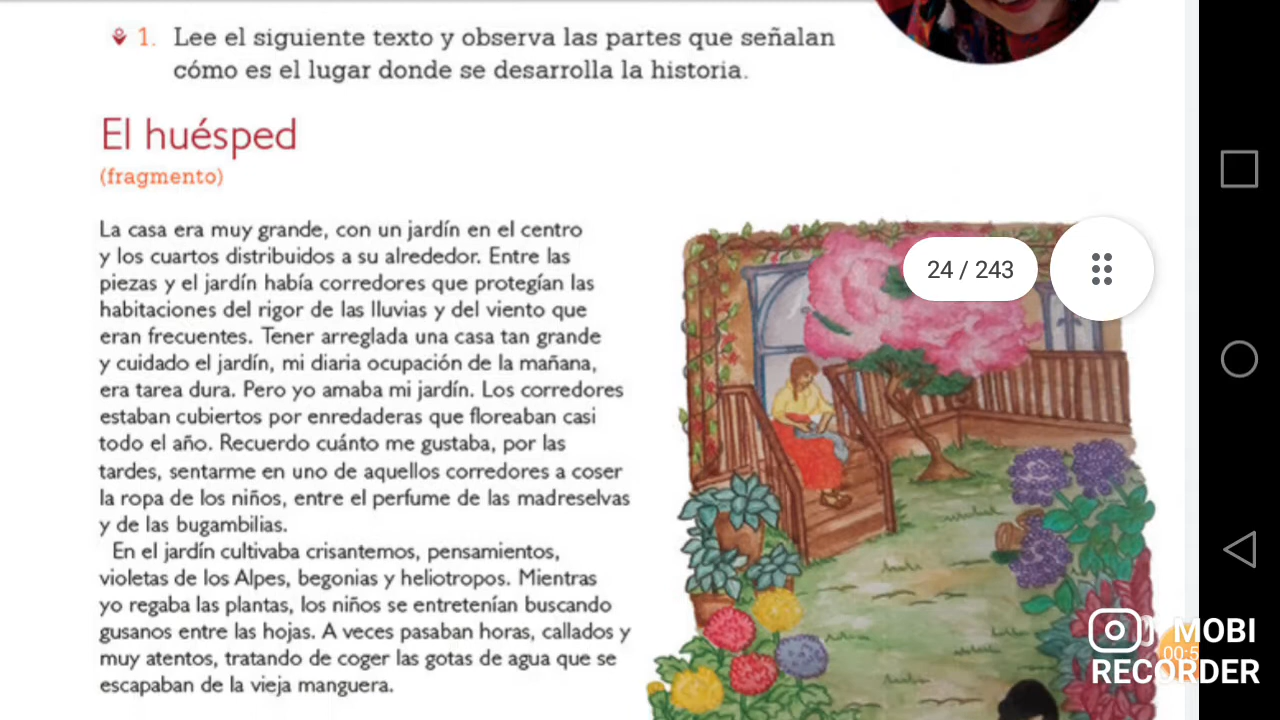 1. Lee el siguiente texto y observa las partes que señalan
cómo es el lugar donde se desarrolla la historia.
El huésped
(fragmento)
La casa era muy grande, con un jardín en el centro
y los cuartos distribuidos a su alrededor. Entre las
piezas y el jardín había corredores que protegían las
habitaciones del rigor de las lluvias y del viento que
eran frecuentes. Tener arreglada una casa tan grande
y cuidado el jardín, mi diaria ocupación de la mañana,
era tarea dura. Pero yo amaba mi jardín. Los corredores
estaban cubiertos por enredaderas que floreaban casi
todo el año. Recuerdo cuánto me gustaba, por las
tardes, sentarme en uno de aquellos corredores a coser
la ropa de los niños, entre el perfume de las madreselvas
y de las bugambilias.
En el jardín cultivaba crisantemos, pensamientos,
violetas de los Alpes, begonias y heliotropos. Mientras
yo regaba las plantas, los niños se entretenían buscando
gusanos entre las hojas. A veces pasaban horas, callados y
muy atentos, tratando de coger las gotas de agua que se
escapaban de la vieja manguera.
24 / 243
MOBI
RECORDER